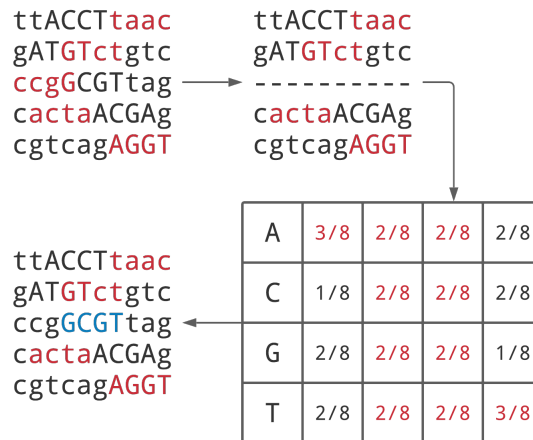 ttACCTtaac
gATGTCtgtc
ccgGCGTtag
cactaACGAg
cgtcagAGGT
ttACCTtaac
gATGTCtgtc
----------
cactaACGAg
cgtcagAGGT
A 3/8 2/8 2/8 2/8
C 1/8 2/8 2/8 2/8
G 2/8 2/8 2/8 1/8
T 2/8 2/8 2/8 3/8
ttACCTtaac
gATGTCtgtc
ccgGCGTtag
cactaACGAg
cgtcagAGGT